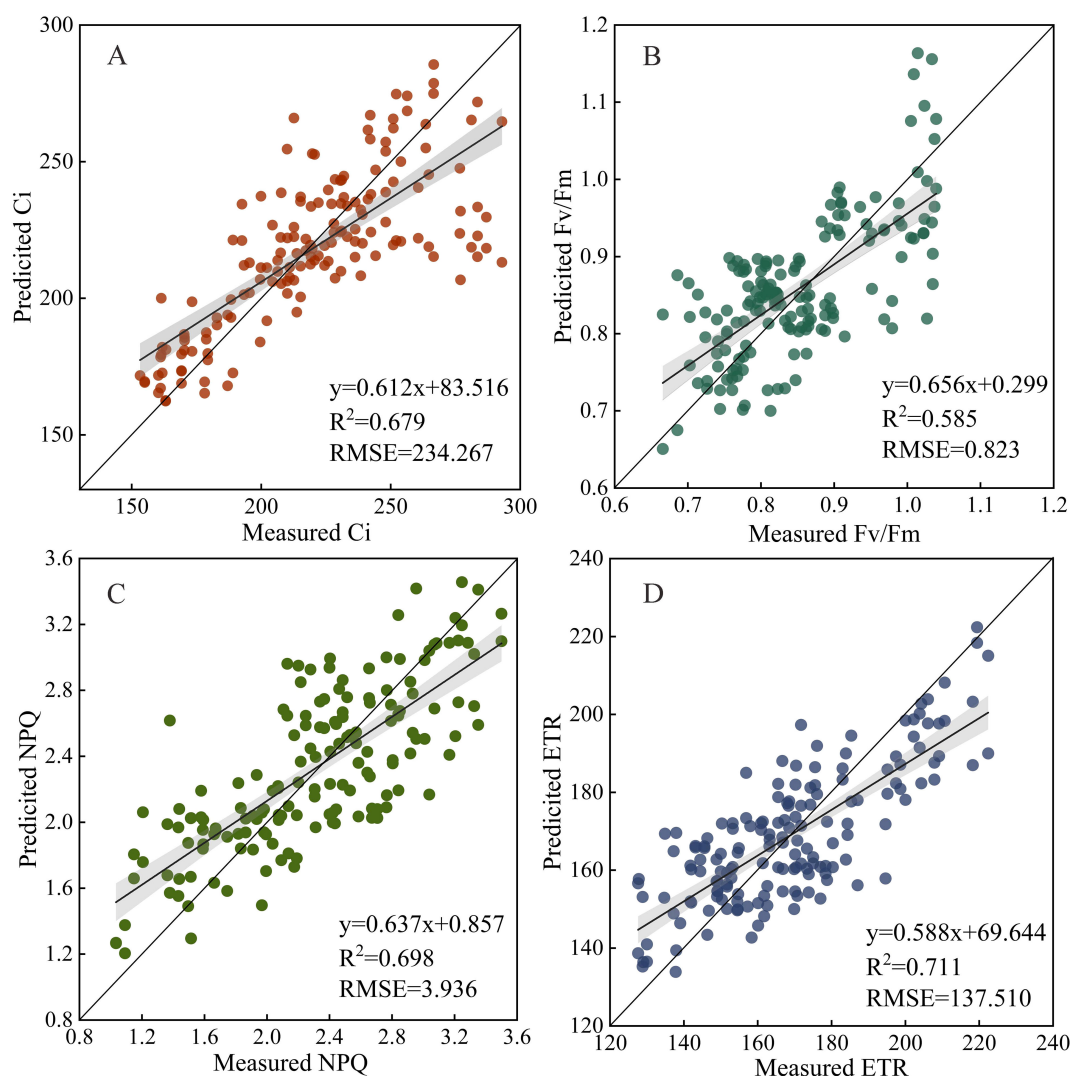 A
300
250
200
150
Predicited Ci
y=0.612x+83.516
R²=0.679
RMSE=234.267
150 200 250 300
Measured Ci
B
1.2
1.1
1.0
0.9
0.8
0.7
0.6
Predicited Fv/Fm
y=0.656x+0.299
R²=0.585
RMSE=0.823
0.6 0.7 0.8 0.9 1.0 1.1 1.2
Measured Fv/Fm
C
3.6
3.2
2.8
2.4
2.0
1.6
1.2
0.8
Predicited NPQ
y=0.637x+0.857
R²=0.698
RMSE=3.936
0.8 1.2 1.6 2.0 2.4 2.8 3.2 3.6
Measured NPQ
D
240
220
200
180
160
140
120
Predicited ETR
y=0.588x+69.644
R²=0.711
RMSE=137.510
120 140 160 180 200 220 240
Measured ETR